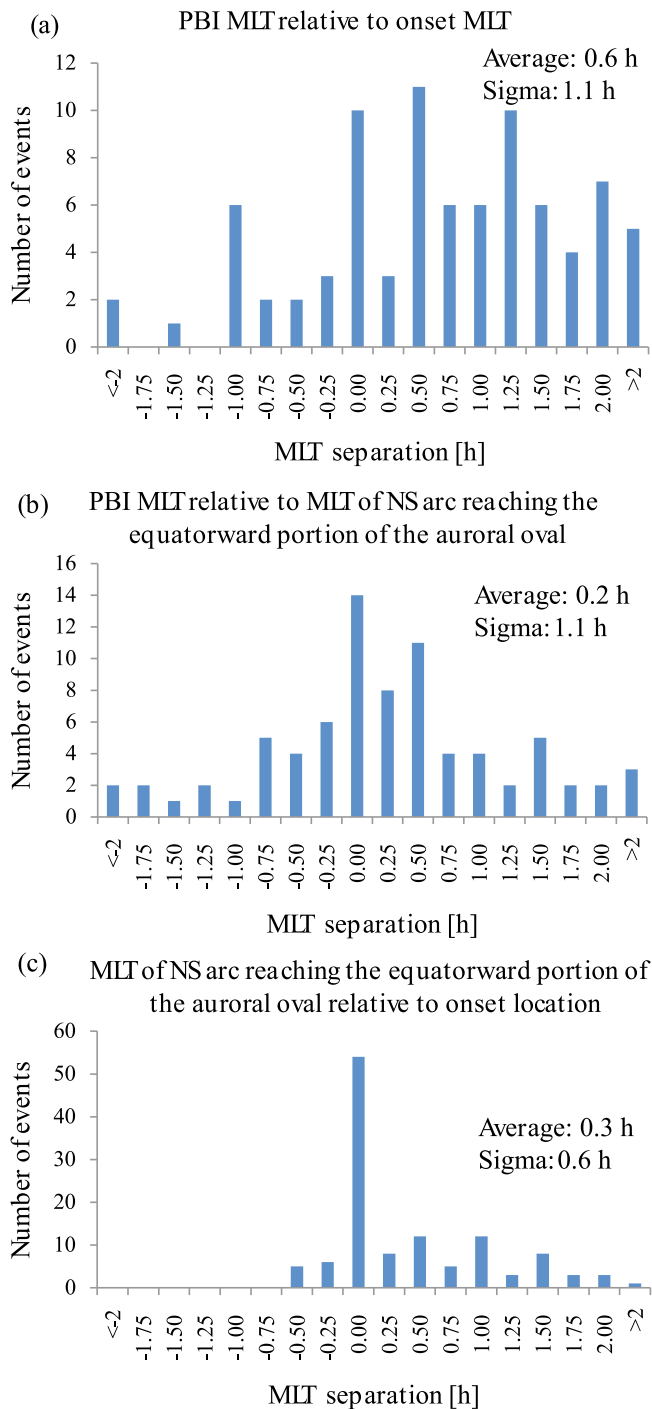 (a)
PBI MLT relative to onset MLT
Average: 0.6 h
Sigma: 1.1 h
Number of events
12
10
8
6
4
2
0
<-2 -1.75 -1.50 -1.25 -1.00 -0.75 -0.50 -0.25 0.00 0.25 0.50 0.75 1.00 1.25 1.50 1.75 2.00 >2
MLT separation [h]
(b)
PBI MLT relative to MLT of NS arc reaching the
equatorward portion of the auroral oval
Average: 0.2 h
Sigma: 1.1 h
Number of events
16
14
12
10
8
6
4
2
0
<-2 -1.75 -1.50 -1.25 -1.00 -0.75 -0.50 -0.25 0.00 0.25 0.50 0.75 1.00 1.25 1.50 1.75 2.00 >2
MLT separation [h]
(c)
MLT of NS arc reaching the equatorward portion of
the auroral oval relative to onset location
Average: 0.3 h
Sigma: 0.6 h
Number of events
60
50
40
30
20
10
0
<-2 -1.75 -1.50 -1.25 -1.00 -0.75 -0.50 -0.25 0.00 0.25 0.50 0.75 1.00 1.25 1.50 1.75 2.00 >2
MLT separation [h]